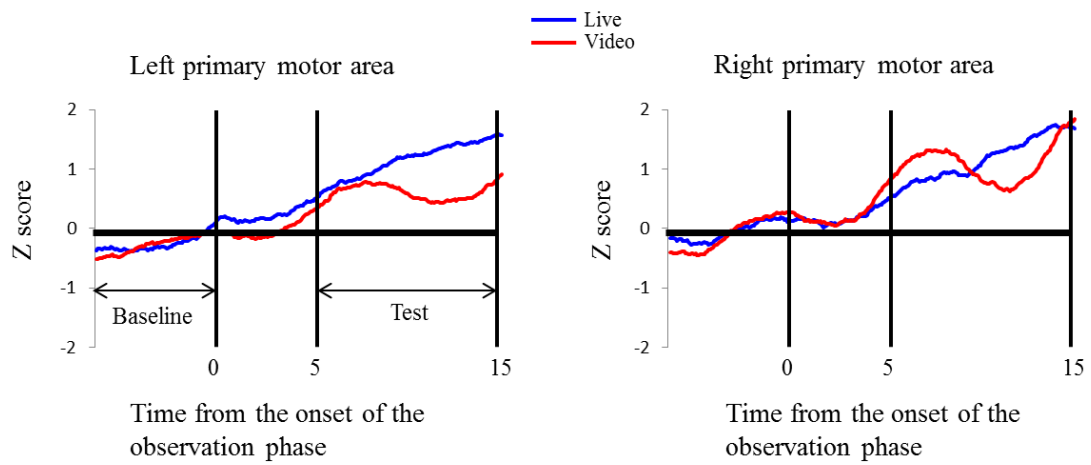 Live
Video
Left primary motor area
Right primary motor area
2
1
0
-1
-2
Z score
Baseline
Test
0
5
15
Time from the onset of the
observation phase
2
1
0
-1
-2
Z score
0
5
15
Time from the onset of the
observation phase